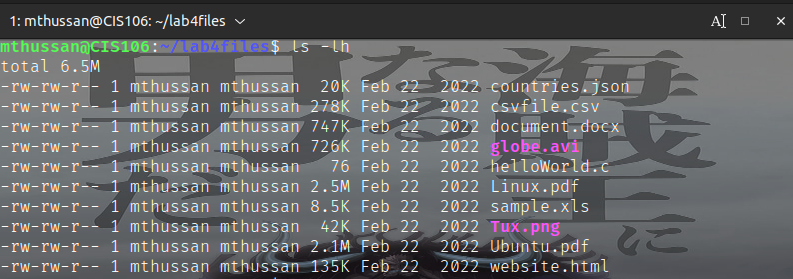 1: mthussan@CIS106: ~/lab4files
mthussan@CIS106:~/lab4files$ ls -lh
total 6.5M
-rw-rw-r-- 1 mthussan mthussan  20K Feb 22  2022 countries.json
-rw-rw-r-- 1 mthussan mthussan 278K Feb 22  2022 csvfile.csv
-rw-rw-r-- 1 mthussan mthussan 747K Feb 22  2022 document.docx
-rw-rw-r-- 1 mthussan mthussan 726K Feb 22  2022 globe.avi
-rw-rw-r-- 1 mthussan mthussan   76 Feb 22  2022 helloWorld.c
-rw-rw-r-- 1 mthussan mthussan 2.5M Feb 22  2022 Linux.pdf
-rw-rw-r-- 1 mthussan mthussan 8.5K Feb 22  2022 sample.xls
-rw-rw-r-- 1 mthussan mthussan  42K Feb 22  2022 Tux.png
-rw-rw-r-- 1 mthussan mthussan 2.1M Feb 22  2022 Ubuntu.pdf
-rw-rw-r-- 1 mthussan mthussan 135K Feb 22  2022 website.html
海
に
なる
男
だ